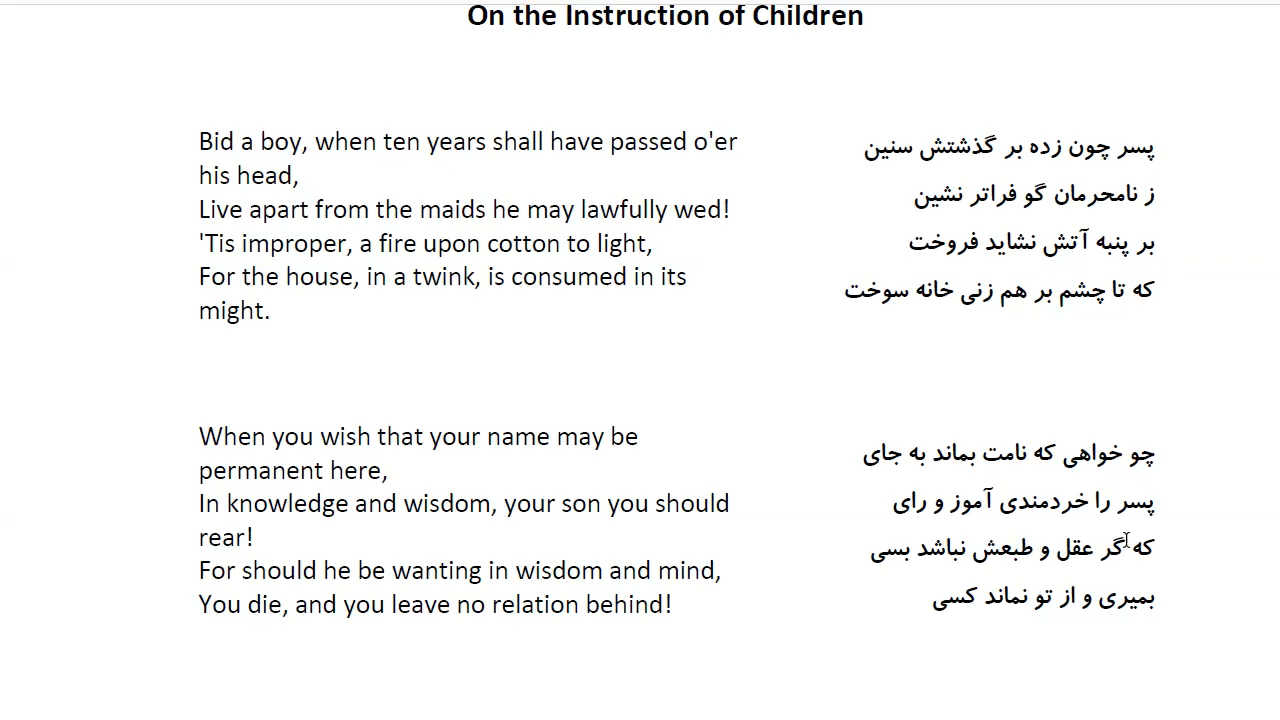 On the Instruction of Children
Bid a boy, when ten years shall have passed o'er
his head,
Live apart from the maids he may lawfully wed!
'Tis improper, a fire upon cotton to light,
For the house, in a twink, is consumed in its
might.
پسر چون زده بر گذشتش سنین
ز نامحرمان گو فراتر نشین
بر پنبه آتش نشاید فروخت
که تا چشم بر هم زنی خانه سوخت
When you wish that your name may be
permanent here,
In knowledge and wisdom, your son you should
rear!
For should he be wanting in wisdom and mind,
You die, and you leave no relation behind!
چو خواهی که نامت بماند به جای
پسر را خردمندی آموز و رای
که گر عقل و طبعش نباشد بسی
بمیری و از تو نماند کسی